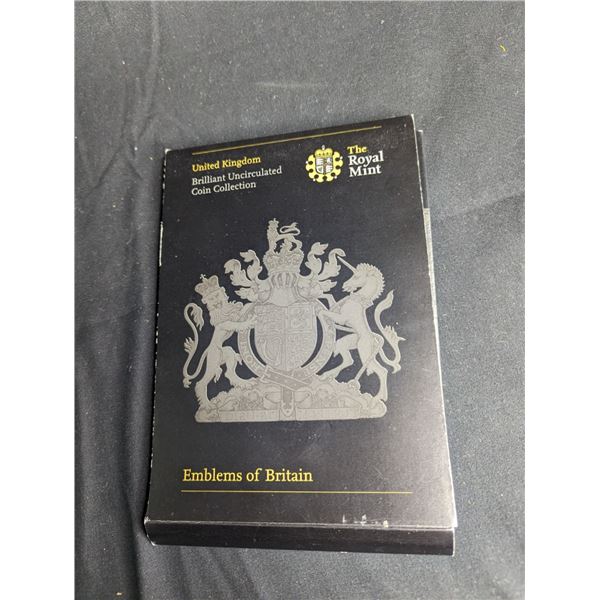 United Kingdom
Brilliant Uncirculated
Coin Collection
The
Royal
Mint
Emblems of Britain